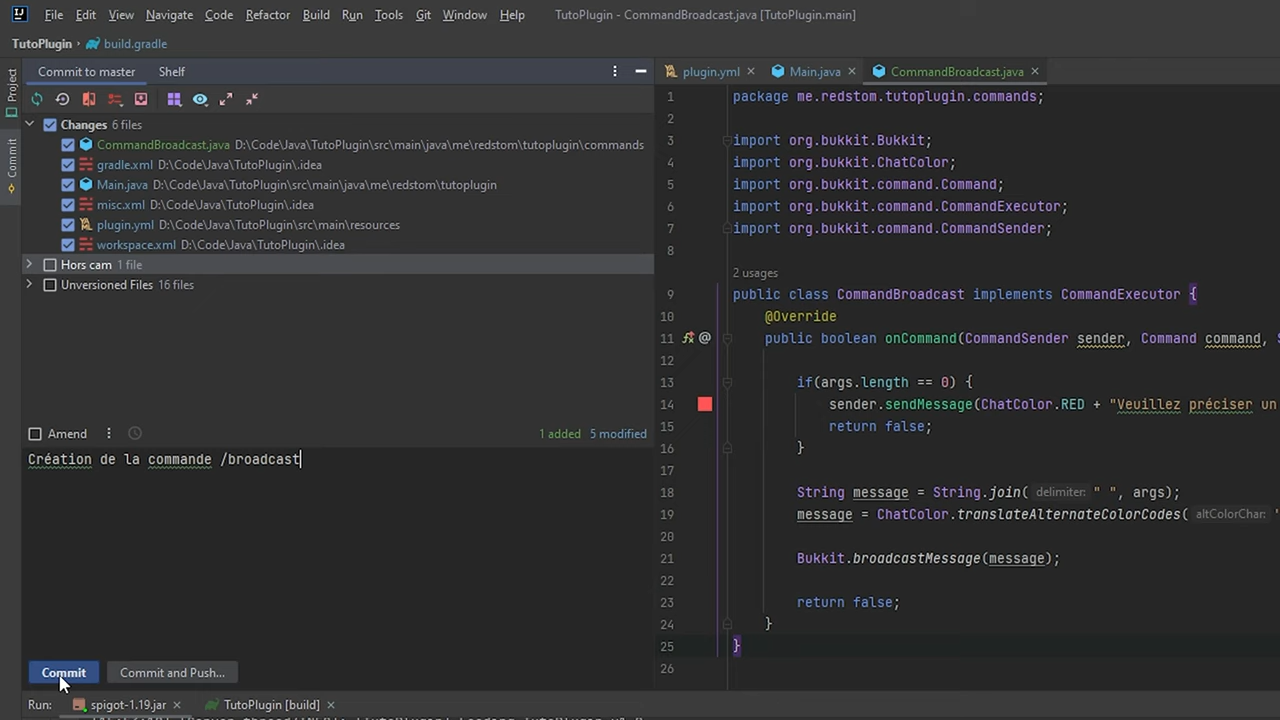 File Edit View Navigate Code Refactor Build Run Tools Git Window Help TutoPlugin - CommandBroadcast.java [TutoPlugin.main]
TutoPlugin build.gradle
Project
Commit
Commit to master Shelf
Changes 6 files
CommandBroadcast.java D:\Code\Java\TutoPlugin\src\main\java\me\redstom\tutoplugin\commands
gradle.xml D:\Code\Java\TutoPlugin\.idea
Main.java D:\Code\Java\TutoPlugin\src\main\java\me\redstom\tutoplugin
misc.xml D:\Code\Java\TutoPlugin\.idea
plugin.yml D:\Code\Java\TutoPlugin\src\main\resources
workspace.xml D:\Code\Java\TutoPlugin\.idea
Hors cam 1 file
Unversioned Files 16 files
Amend 1 added 5 modified
Création de la commande /broadcast
Commit Commit and Push...
plugin.yml Main.java CommandBroadcast.java
1 package me.redstom.tutoplugin.commands;
2
3 import org.bukkit.Bukkit;
4 import org.bukkit.ChatColor;
5 import org.bukkit.command.Command;
6 import org.bukkit.command.CommandExecutor;
7 import org.bukkit.command.CommandSender;
8
2 usages
9 public class CommandBroadcast implements CommandExecutor {
10 @Override
11 public boolean onCommand(CommandSender sender, Command command,
12
13 if(args.length == 0) {
14 sender.sendMessage(ChatColor.RED + "Veuillez préciser un
15 return false;
16 }
17
18 String message = String.join( delimiter: " ", args);
19 message = ChatColor.translateAlternateColorCodes( altColorChar: '
20
21 Bukkit.broadcastMessage(message);
22
23 return false;
24 }
25 }
26
Run: spigot-1.19.jar TutoPlugin [build]